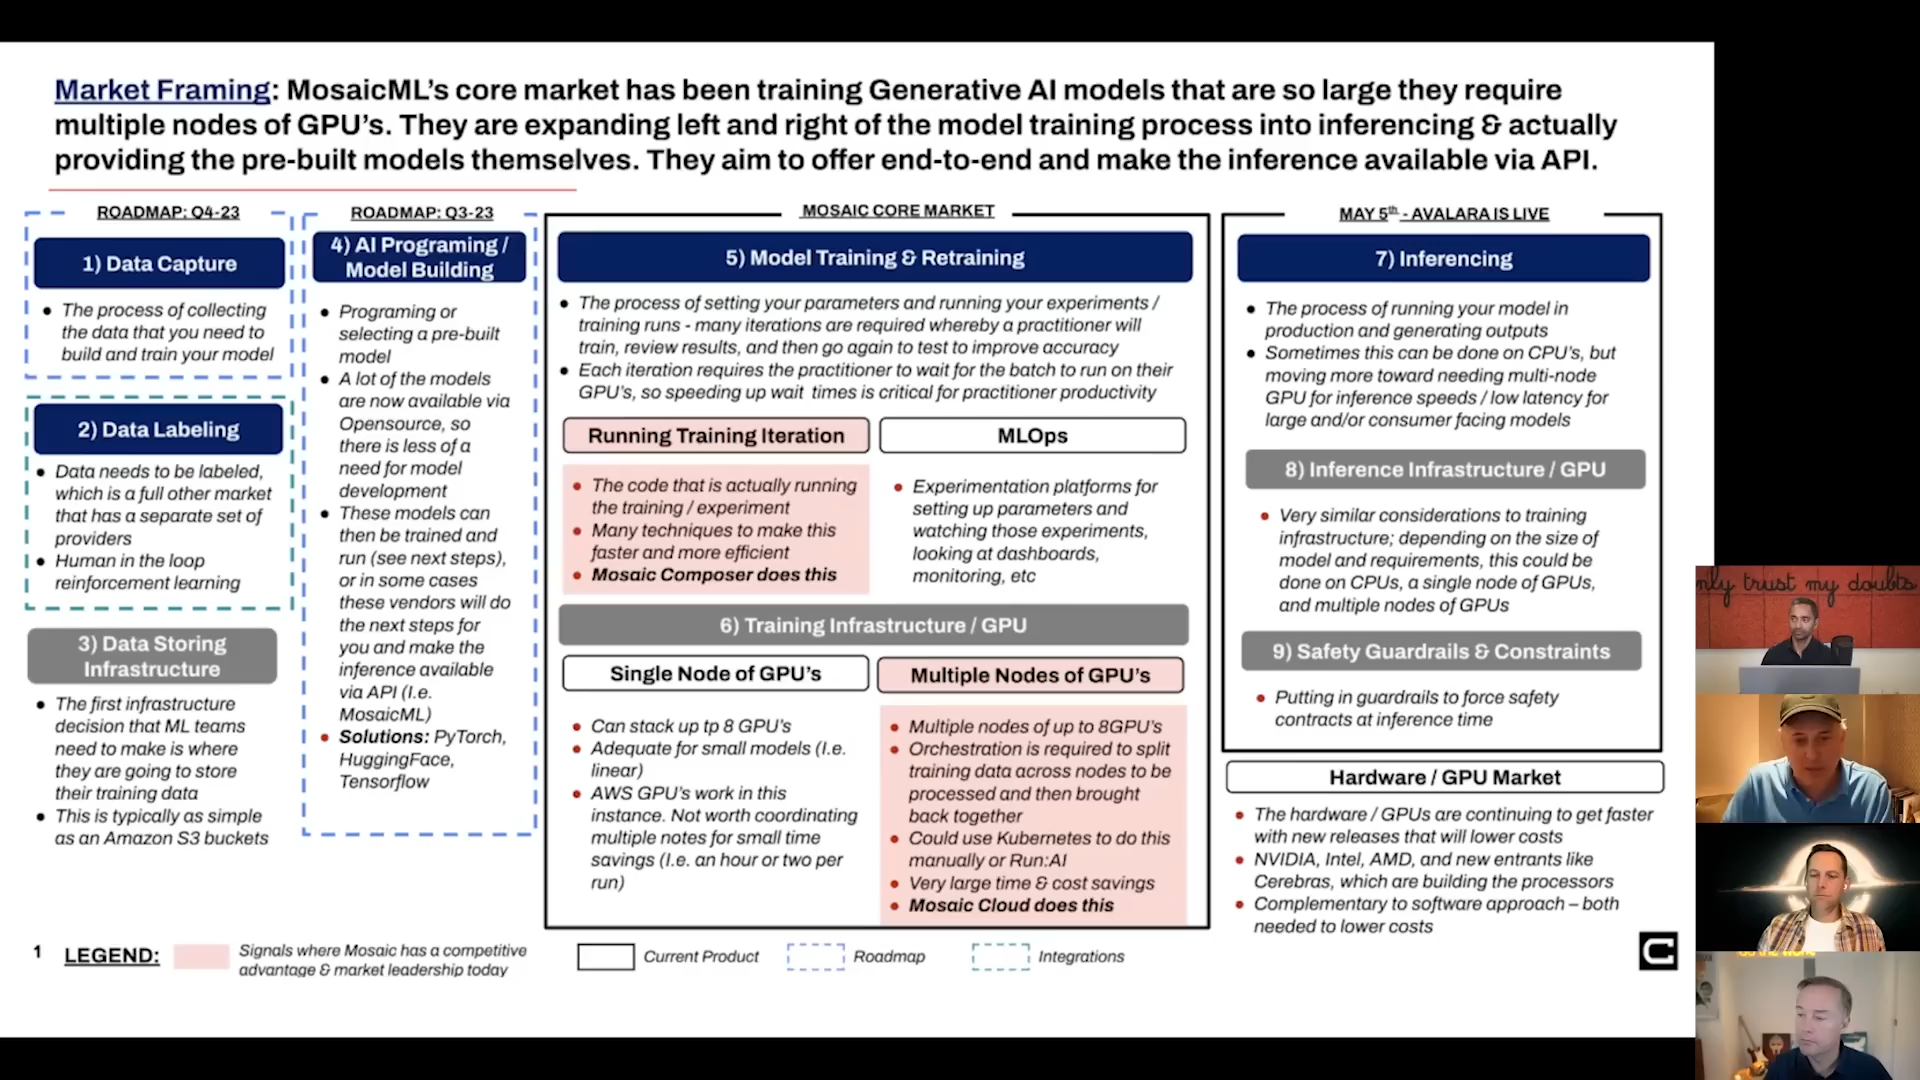 Market Framing: MosaicML’s core market has been training Generative AI models that are so large they require
multiple nodes of GPU’s. They are expanding left and right of the model training process into inferencing & actually
providing the pre-built models themselves. They aim to offer end-to-end and make the inference available via API.
ROADMAP: Q4-23
1) Data Capture
● The process of collecting
the data that you need to
build and train your model
2) Data Labeling
● Data needs to be labeled,
which is a full other market
that has a separate set of
providers
● Human in the loop
reinforcement learning
3) Data Storing
Infrastructure
● The first infrastructure
decision that ML teams
need to make is where
they are going to store
their training data
● This is typically as simple
as an Amazon S3 buckets
ROADMAP: Q3-23
4) AI Programing /
Model Building
● Programing or
selecting a pre-built
model
● A lot of the models
are now available via
Opensource, so
there is less of a
need for model
development
● These models can
then be trained and
run (see next steps),
or in some cases
these vendors will do
the next steps for
you and make the
inference available
via API (I.e.
MosaicML)
● Solutions: PyTorch,
HuggingFace,
Tensorflow
MOSAIC CORE MARKET
5) Model Training & Retraining
● The process of setting your parameters and running your experiments /
training runs - many iterations are required whereby a practitioner will
train, review results, and then go again to test to improve accuracy
● Each iteration requires the practitioner to wait for the batch to run on their
GPU’s, so speeding up wait times is critical for practitioner productivity
Running Training Iteration
● The code that is actually running
the training / experiment
● Many techniques to make this
faster and more efficient
● Mosaic Composer does this
MLOps
● Experimentation platforms for
setting up parameters and
watching those experiments,
looking at dashboards,
monitoring, etc
6) Training Infrastructure / GPU
Single Node of GPU’s
● Can stack up tp 8 GPU’s
● Adequate for small models (I.e.
linear)
● AWS GPU’s work in this
instance. Not worth coordinating
multiple notes for small time
savings (I.e. an hour or two per
run)
Multiple Nodes of GPU’s
● Multiple nodes of up to 8GPU’s
● Orchestration is required to split
training data across nodes to be
processed and then brought
back together
● Could use Kubernetes to do this
manually or Run:AI
● Very large time & cost savings
● Mosaic Cloud does this
MAY 5th - AVALARA IS LIVE
7) Inferencing
● The process of running your model in
production and generating outputs
● Sometimes this can be done on CPU’s, but
moving more toward needing multi-node
GPU for inference speeds / low latency for
large and/or consumer facing models
8) Inference Infrastructure / GPU
● Very similar considerations to training
infrastructure; depending on the size of
model and requirements, this could be
done on CPUs, a single node of GPUs,
and multiple nodes of GPUs
9) Safety Guardrails & Constraints
● Putting in guardrails to force safety
contracts at inference time
Hardware / GPU Market
● The hardware / GPUs are continuing to get faster
with new releases that will lower costs
● NVIDIA, Intel, AMD, and new entrants like
Cerebras, which are building the processors
● Complementary to software approach – both
needed to lower costs
1 LEGEND:
Signals where Mosaic has a competitive
advantage & market leadership today
Current Product
Roadmap
Integrations
C
only trust my doubts